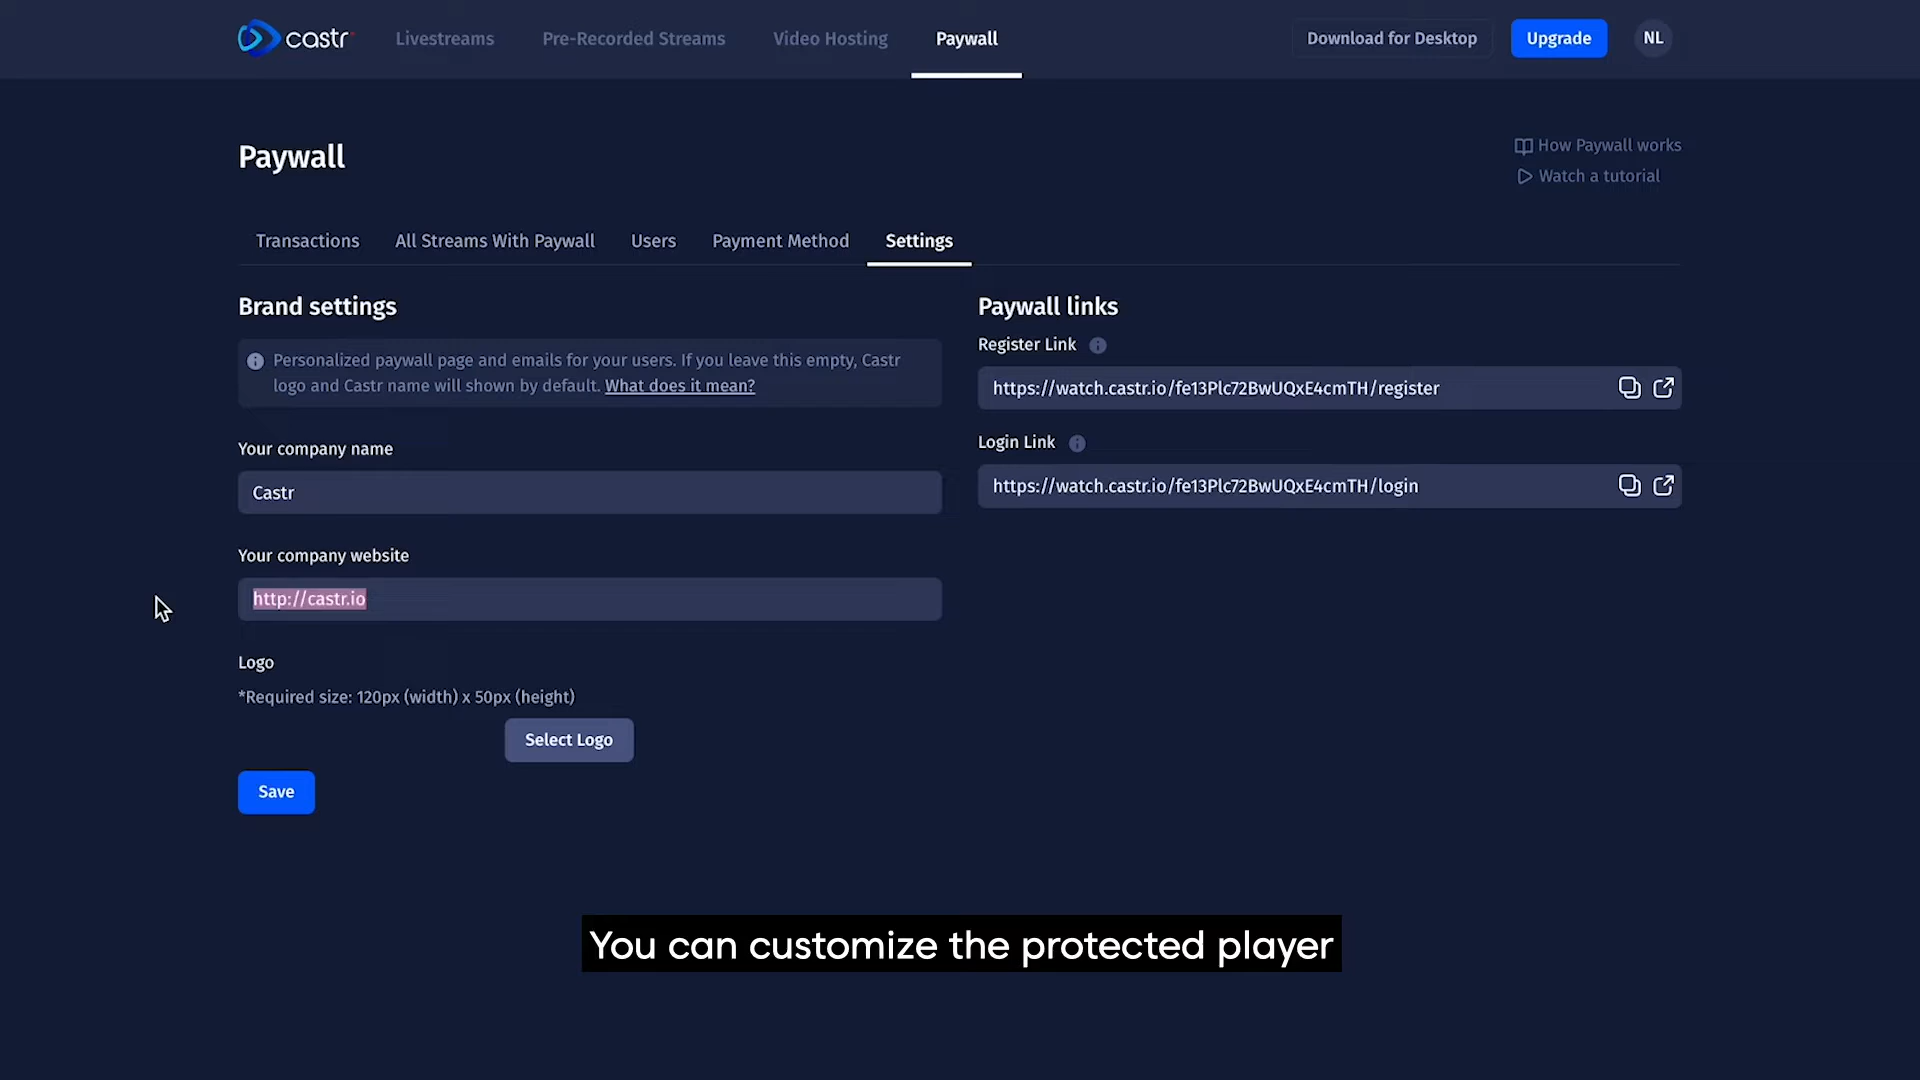 castr
Livestreams
Pre-Recorded Streams
Video Hosting
Paywall
Download for Desktop
Upgrade
NL
Paywall
How Paywall works
Watch a tutorial
Transactions
All Streams With Paywall
Users
Payment Method
Settings
Brand settings
Personalized paywall page and emails for your users. If you leave this empty, Castr
logo and Castr name will shown by default. What does it mean?
Your company name
Castr
Your company website
http://castr.io
Logo
*Required size: 120px (width) x 50px (height)
Select Logo
Save
Paywall links
Register Link
https://watch.castr.io/fe13Plc72BwUQxE4cmTH/register
Login Link
https://watch.castr.io/fe13Plc72BwUQxE4cmTH/login
You can customize the protected player